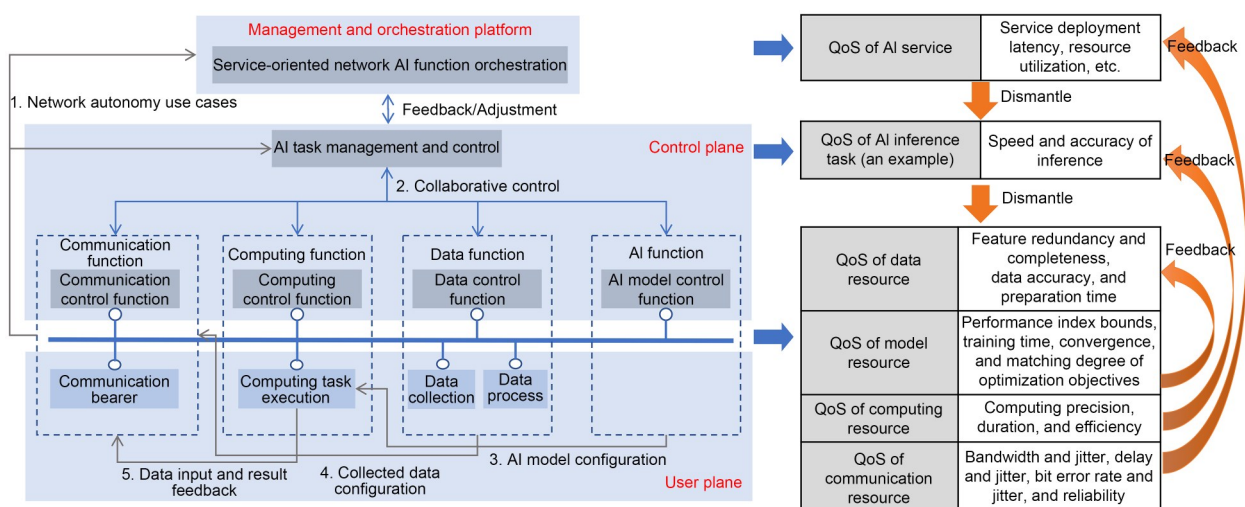 Management and orchestration platform
Service-oriented network AI function orchestration
1. Network autonomy use cases
Feedback/Adjustment
AI task management and control
Control plane
2. Collaborative control
Communication
function
Communication
control function
Computing function
Computing
control function
Data function
Data control
function
AI function
AI model control
function
Communication
bearer
Computing task
execution
Data
collection
Data
process
3. AI model configuration
4. Collected data
configuration
5. Data input and result
feedback
User plane
QoS of AI service
Service deployment
latency, resource
utilization, etc.
Feedback
Dismantle
QoS of AI inference
task (an example)
Speed and accuracy of
inference
Feedback
Dismantle
QoS of data
resource
Feature redundancy and
completeness,
data accuracy, and
preparation time
Feedback
QoS of model
resource
Performance index bounds,
training time, convergence,
and matching degree of
optimization objectives
QoS of computing
resource
Computing precision,
duration, and efficiency
QoS of
communication
resource
Bandwidth and jitter, delay
and jitter, bit error rate and
jitter, and reliability